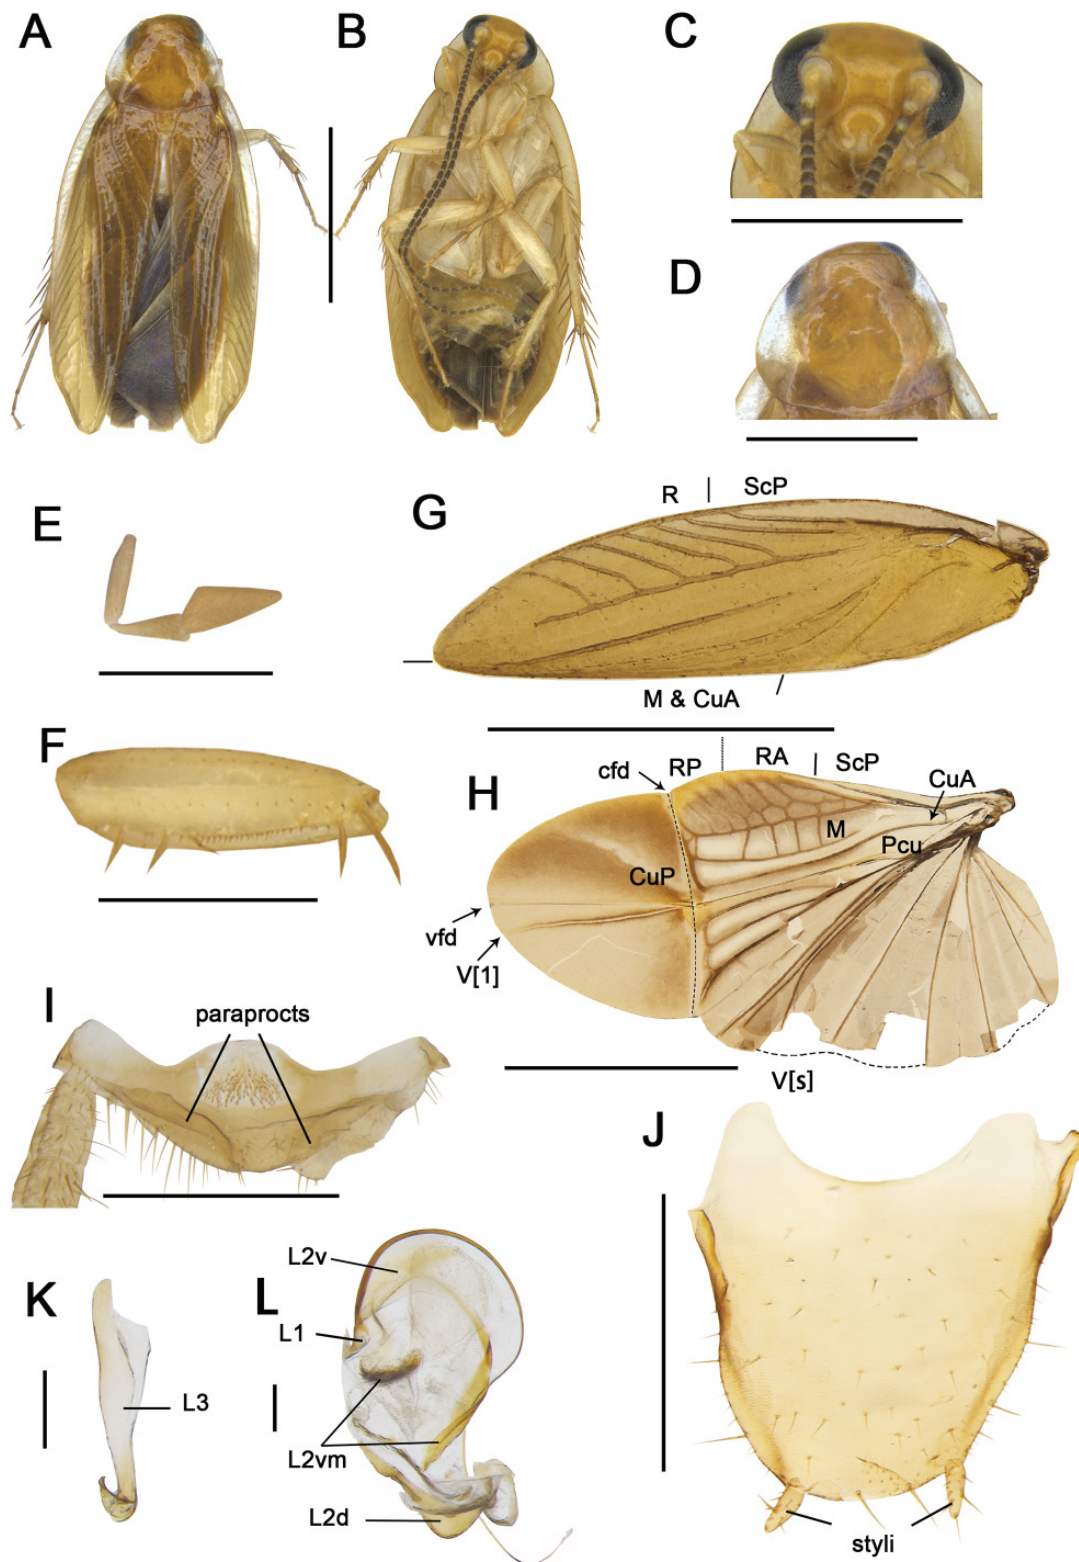 A
B
C
D
E
F
G
R
ScP
M & CuA
H
cfd
RP
RA
ScP
CuA
M
Pcu
CuP
vfd
V[1]
V[s]
I
paraprocts
J
styli
K
L3
L
L2v
L1
L2vm
L2d